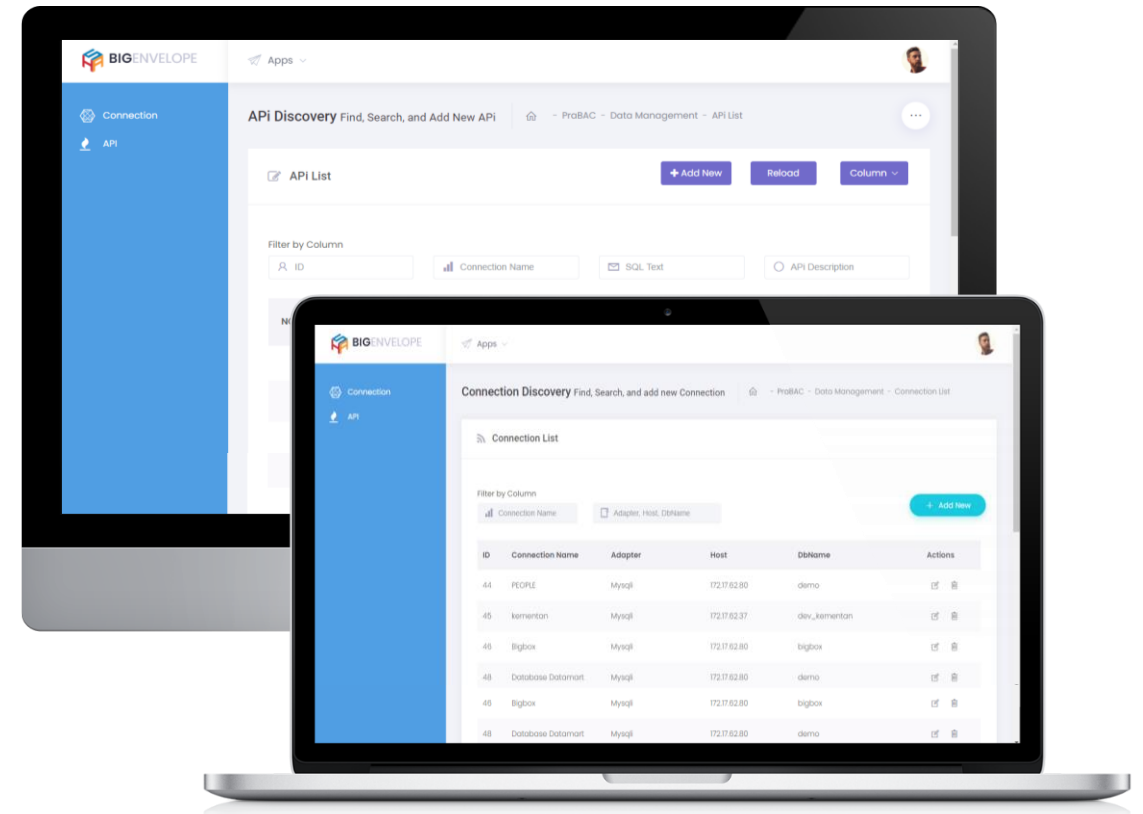 BIGENVELOPE
Apps
Connection
API
APi Discovery Find, Search, and Add New APi
- ProBAC - Data Management - APi List
APi List
+ Add New
Reload
Column
Filter by Column
ID
Connection Name
SQL Text
API Description
BIGENVELOPE
Apps
Connection
API
Connection Discovery Find, Search, and add new Connection
- ProBAC - Data Management - Connection List
Connection List
Filter by Column
Connection Name
Adapter, Host, DbName
+ Add New
ID Connection Name Adapter Host DbName Actions
44 PEOPLE Mysqli 172.17.62.80 demo
45 kementan Mysqli 172.17.62.37 dev_kementan
46 Bigbox Mysqli 172.17.62.80 bigbox
48 Database Datamart Mysqli 172.17.62.80 demo
46 Bigbox Mysqli 172.17.62.80 bigbox
48 Database Datamart Mysqli 172.17.62.80 demo